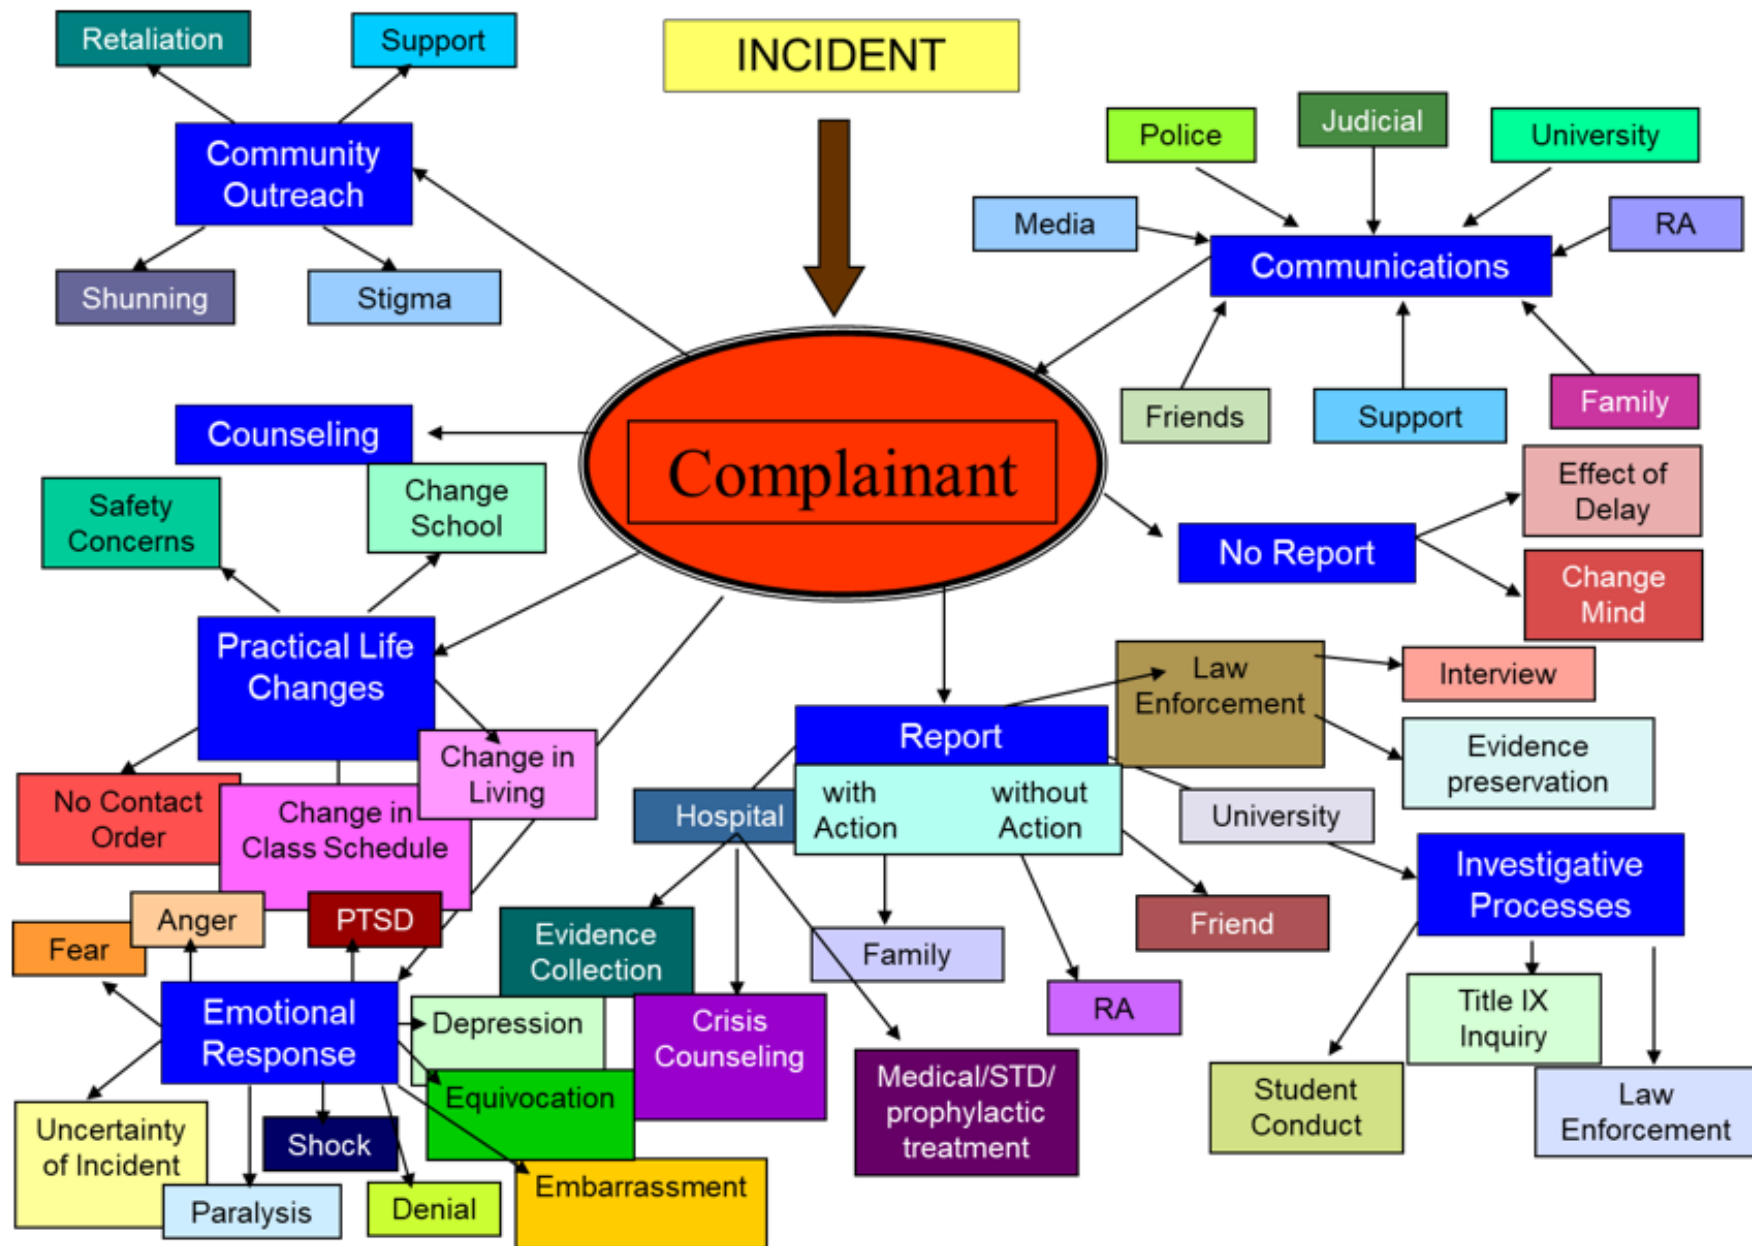 INCIDENT
Retaliation
Support
Community
Outreach
Shunning
Stigma
Police
Judicial
University
Media
RA
Communications
Friends
Support
Family
Complainant
Counseling
Safety
Concerns
Change
School
Practical Life
Changes
No Contact
Order
Change in
Class Schedule
Change in
Living
No Report
Effect of
Delay
Change
Mind
Report
with
Action
without
Action
Law
Enforcement
Interview
Evidence
preservation
Hospital
University
Evidence
Collection
Crisis
Counseling
Medical/STD/
prophylactic
treatment
Family
RA
Friend
Investigative
Processes
Student
Conduct
Title IX
Inquiry
Law
Enforcement
Emotional
Response
Fear
Anger
PTSD
Depression
Equivocation
Embarrassment
Uncertainty
of Incident
Paralysis
Shock
Denial